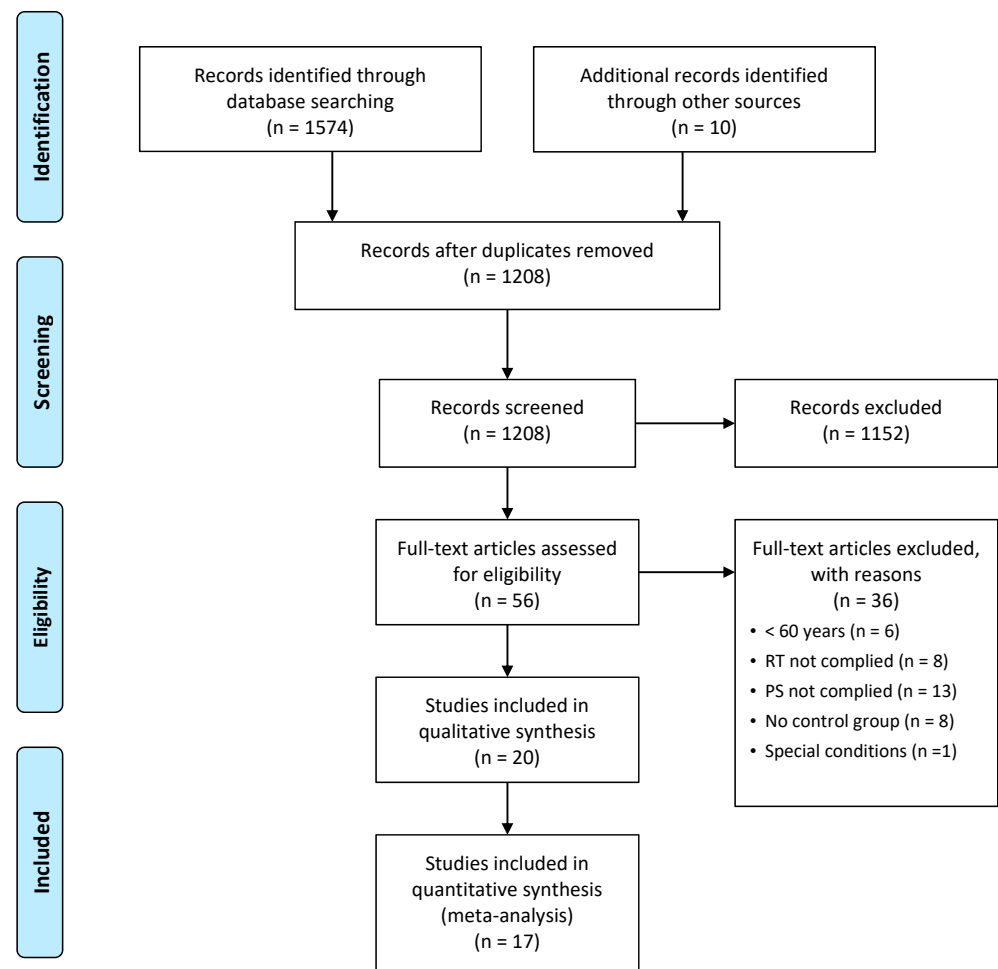 Identification
Records identified through
database searching
(n = 1574)
Additional records identified
through other sources
(n = 10)
Records after duplicates removed
(n = 1208)
Screening
Records screened
(n = 1208)
Records excluded
(n = 1152)
Eligibility
Full-text articles assessed
for eligibility
(n = 56)
Full-text articles excluded,
with reasons
(n = 36)
• < 60 years (n = 6)
• RT not complied (n = 8)
• PS not complied (n = 13)
• No control group (n = 8)
• Special conditions (n =1)
Studies included in
qualitative synthesis
(n = 20)
Included
Studies included in
quantitative synthesis
(meta-analysis)
(n = 17)